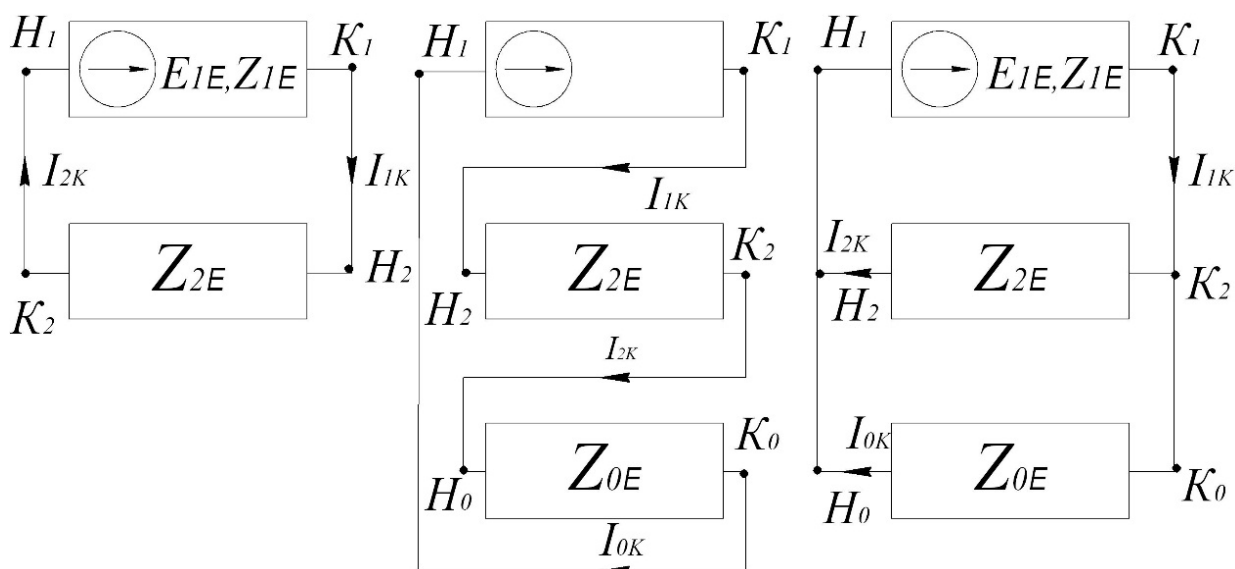 H1 K1
E1E,Z1E
I2K I1K
Z2E
K2 H2
H1 K1
I1K
K2
Z2E
H2
I2K
K0
Z0E
H0
I0K
H1 K1
E1E,Z1E
I1K
I2K
Z2E
H2 K2
I0K
Z0E
H0 K0